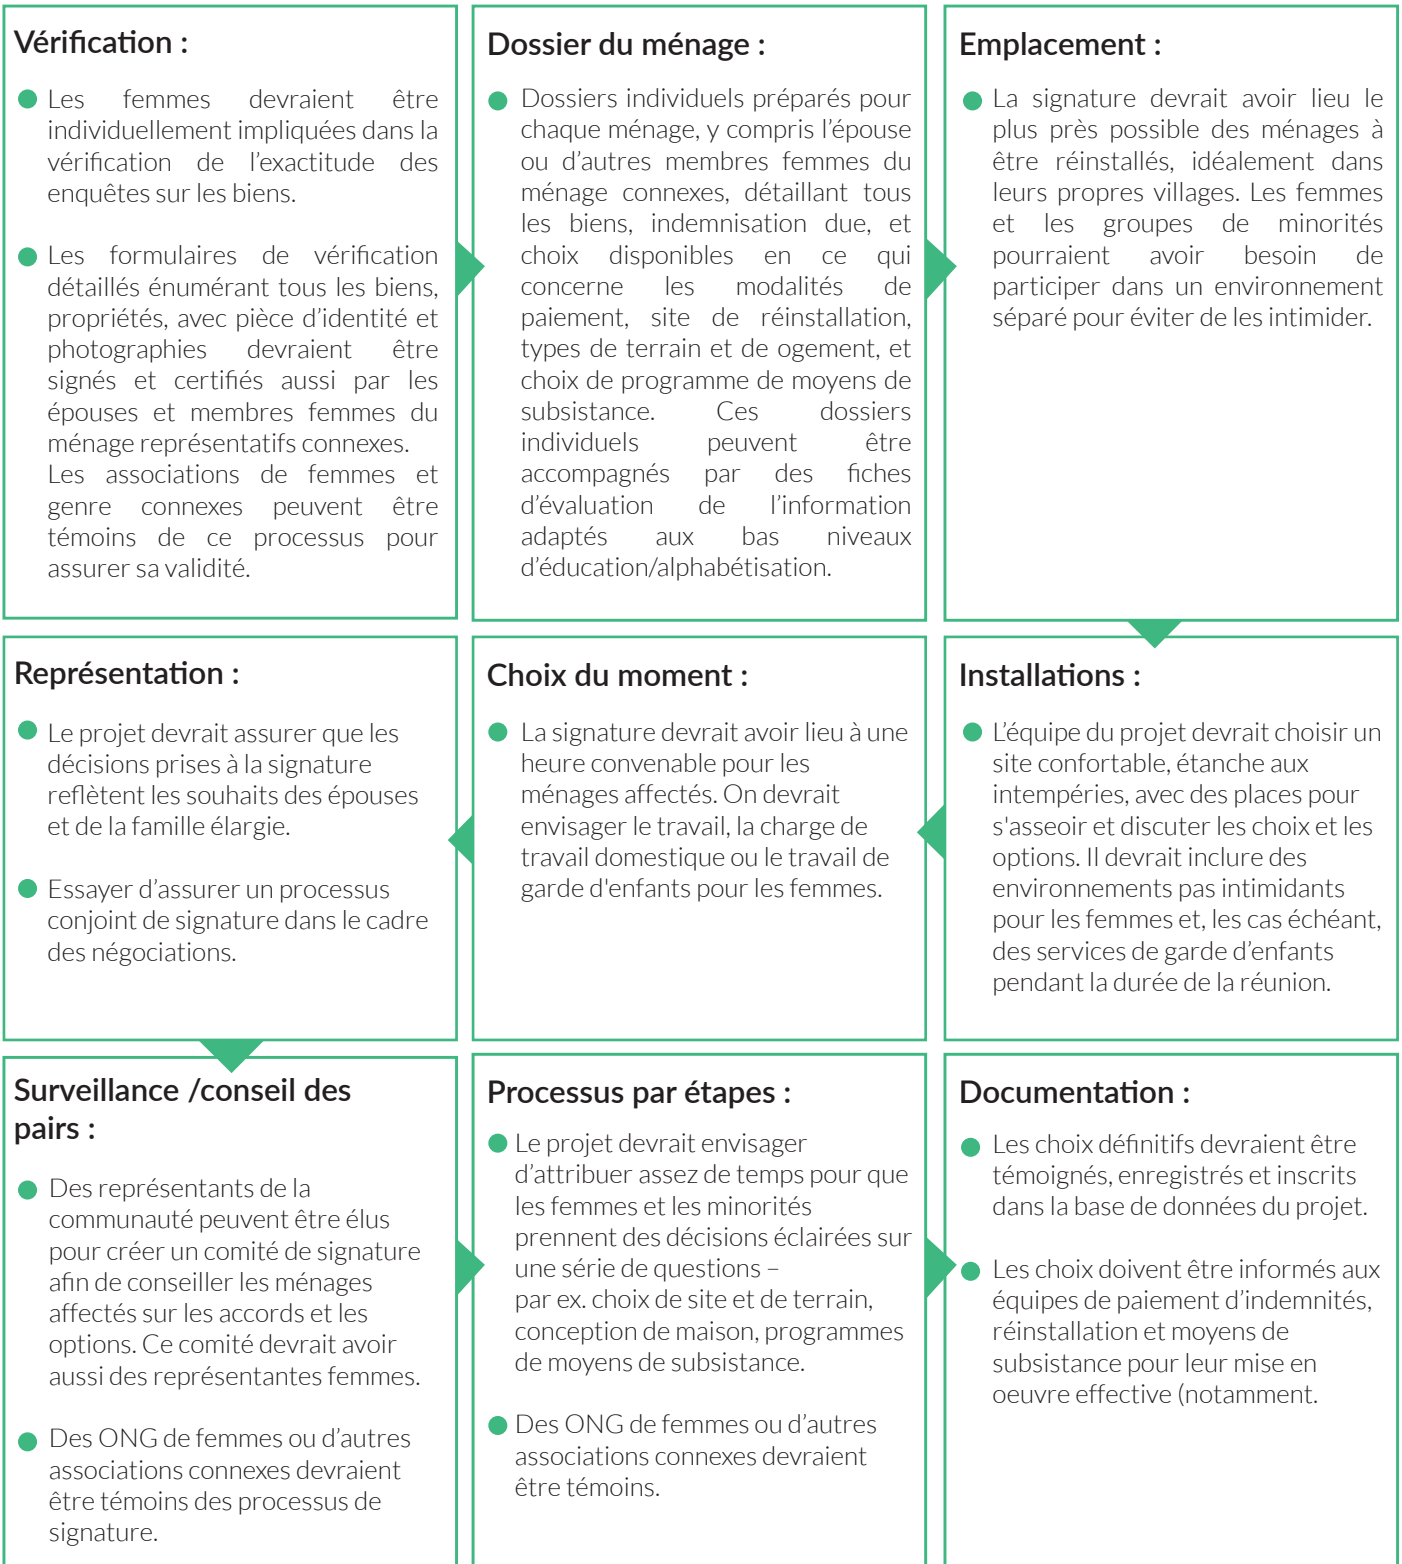 Vérification :
Les femmes devraient être
individuellement impliquées dans la
vérification de l’exactitude des
enquêtes sur les biens.
Les formulaires de vérification
détaillés énumérant tous les biens,
propriétés, avec pièce d’identité et
photographies devraient être
signés et certifiés aussi par les
épouses et membres femmes du
ménage représentatifs connexes.
Les associations de femmes et
genre connexes peuvent être
témoins de ce processus pour
assurer sa validité.
Dossier du ménage :
Dossiers individuels préparés pour
chaque ménage, y compris l’épouse
ou d’autres membres femmes du
ménage connexes, détaillant tous
les biens, indemnisation due, et
choix disponibles en ce qui
concerne les modalités de
paiement, site de réinstallation,
types de terrain et de ogement, et
choix de programme de moyens de
subsistance. Ces dossiers
individuels peuvent être
accompagnés par des fiches
d’évaluation de l’information
adaptés aux bas niveaux
d’éducation/alphabétisation.
Emplacement :
La signature devrait avoir lieu le
plus près possible des ménages à
être réinstallés, idéalement dans
leurs propres villages. Les femmes
et les groupes de minorités
pourraient avoir besoin de
participer dans un environnement
séparé pour éviter de les intimider.
Installations :
L’équipe du projet devrait choisir un
site confortable, étanche aux
intempéries, avec des places pour
s'asseoir et discuter les choix et les
options. Il devrait inclure des
environnements pas intimidants
pour les femmes et, les cas échéant,
des services de garde d’enfants
pendant la durée de la réunion.
Choix du moment :
La signature devrait avoir lieu à une
heure convenable pour les
ménages affectés. On devrait
envisager le travail, la charge de
travail domestique ou le travail de
garde d'enfants pour les femmes.
Représentation :
Le projet devrait assurer que les
décisions prises à la signature
reflètent les souhaits des épouses
et de la famille élargie.
Essayer d’assurer un processus
conjoint de signature dans le cadre
des négociations.
Surveillance /conseil des
pairs :
Des représentants de la
communauté peuvent être élus
pour créer un comité de signature
afin de conseiller les ménages
affectés sur les accords et les
options. Ce comité devrait avoir
aussi des représentantes femmes.
Des ONG de femmes ou d’autres
associations connexes devraient
être témoins des processus de
signature.
Processus par étapes :
Le projet devrait envisager
d’attribuer assez de temps pour que
les femmes et les minorités
prennent des décisions éclairées sur
une série de questions –
par ex. choix de site et de terrain,
conception de maison, programmes
de moyens de subsistance.
Des ONG de femmes ou d’autres
associations connexes devraient
être témoins.
Documentation :
Les choix définitifs devraient être
témoignés, enregistrés et inscrits
dans la base de données du projet.
Les choix doivent être informés aux
équipes de paiement d’indemnités,
réinstallation et moyens de
subsistance pour leur mise en
oeuvre effective (notamment.